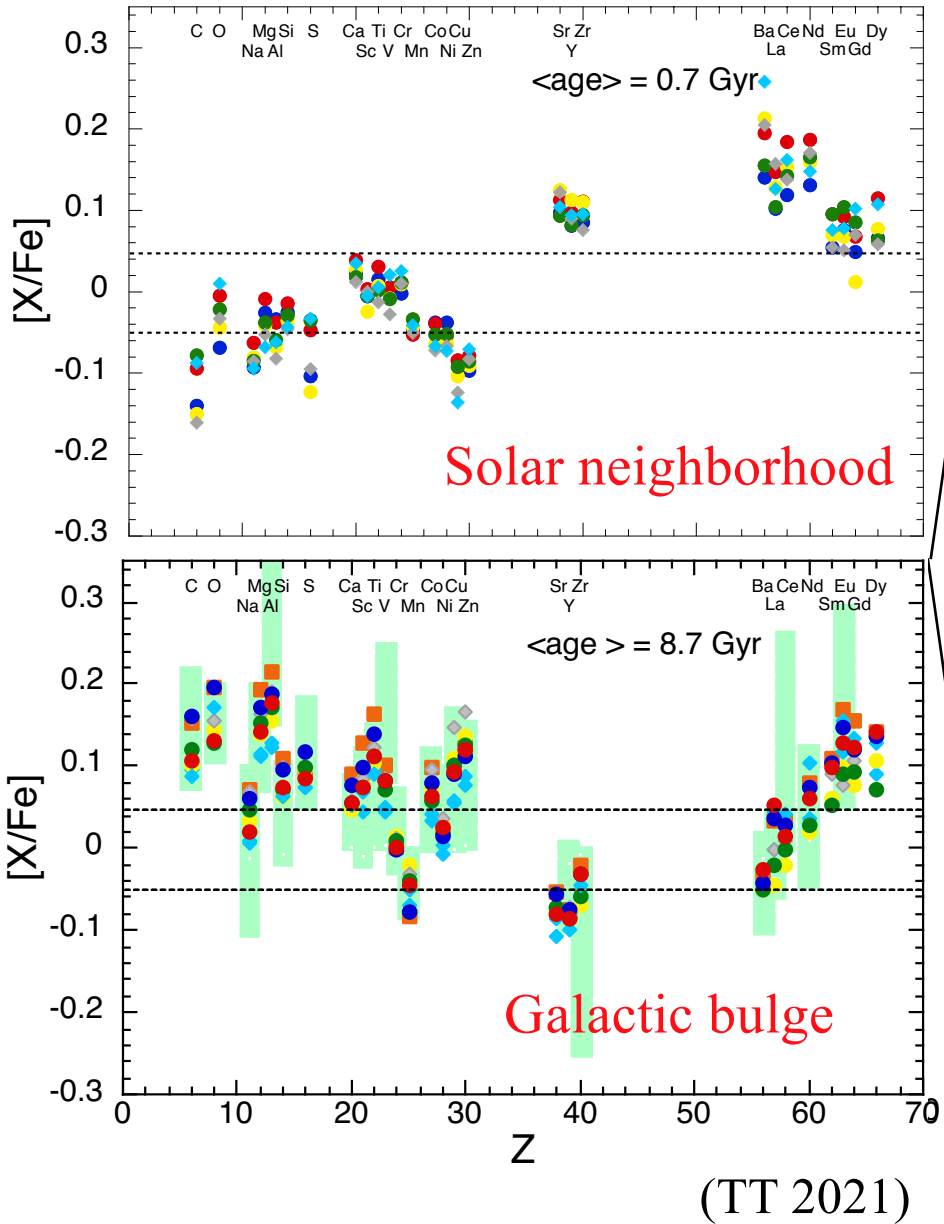 C O Mg Si S Ca Ti Cr Co Cu Sr Zr Ba Ce Nd Eu Dy
Na Al Sc V Mn Ni Zn Y La Sm Gd
0.3
<age> = 0.7 Gyr
0.2
0.1
[X/Fe]
0
-0.1
-0.2
Solar neighborhood
-0.3
C O Mg Si S Ca Ti Cr Co Cu Sr Zr Ba Ce Nd Eu Dy
Na Al Sc V Mn Ni Zn Y La Sm Gd
0.3
<age > = 8.7 Gyr
0.2
0.1
[X/Fe]
0
-0.1
-0.2
Galactic bulge
-0.3
0 10 20 30 40 50 60 70
Z
(TT 2021)